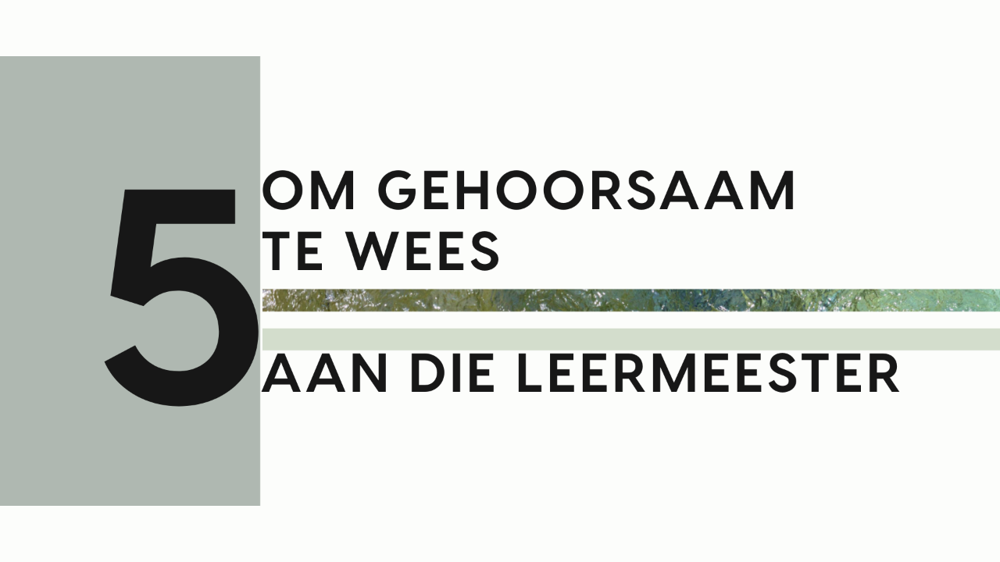 5
OM GEHOORSAAM
TE WEES
AAN DIE LEERMEESTER